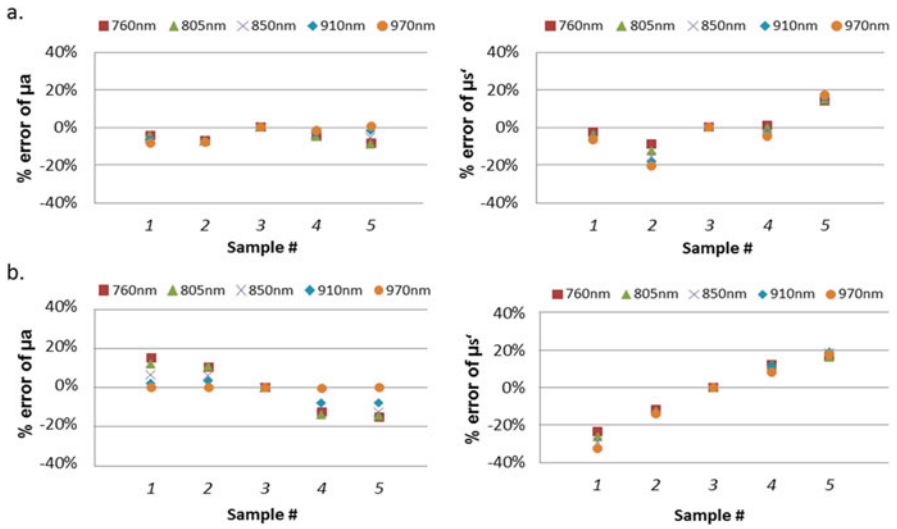 a.
760nm 805nm 850nm 910nm 970nm
% error of μa
40%
20%
0%
-20%
-40%
1 2 3 4 5
Sample #
760nm 805nm 850nm 910nm 970nm
% error of μs‘
40%
20%
0%
-20%
-40%
1 2 3 4 5
Sample #
b.
760nm 805nm 850nm 910nm 970nm
% error of μa
40%
20%
0%
-20%
-40%
1 2 3 4 5
Sample #
760nm 805nm 850nm 910nm 970nm
% error of μs‘
40%
20%
0%
-20%
-40%
1 2 3 4 5
Sample #